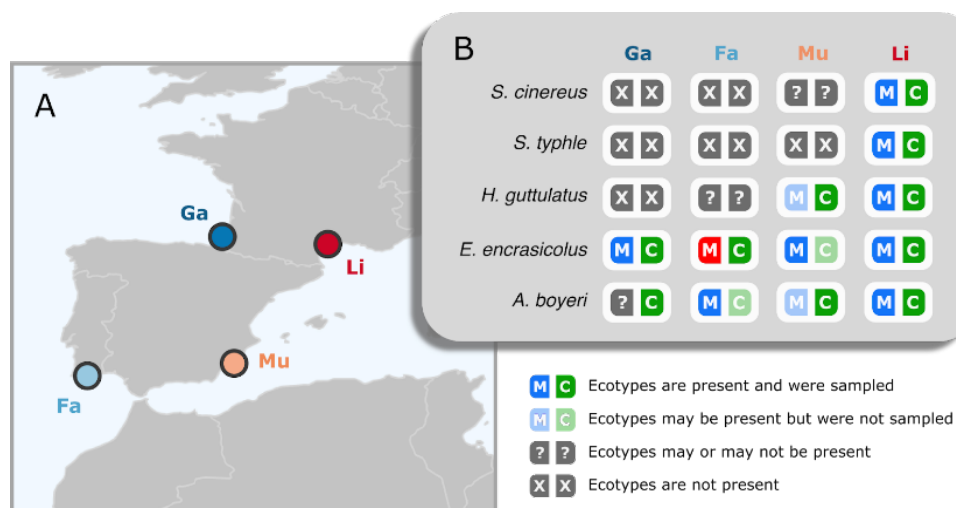 A
Ga
Li
Mu
Fa
B
Ga Fa Mu Li
S. cinereus X X X X ? ? M C
S. typhle X X X X X X M C
H. guttulatus X X ? ? M C M C
E. encrasicolus M C M C M C M C
A. boyeri ? C M C M C M C
M C Ecotypes are present and were sampled
M C Ecotypes may be present but were not sampled
? ? Ecotypes may or may not be present
X X Ecotypes are not present